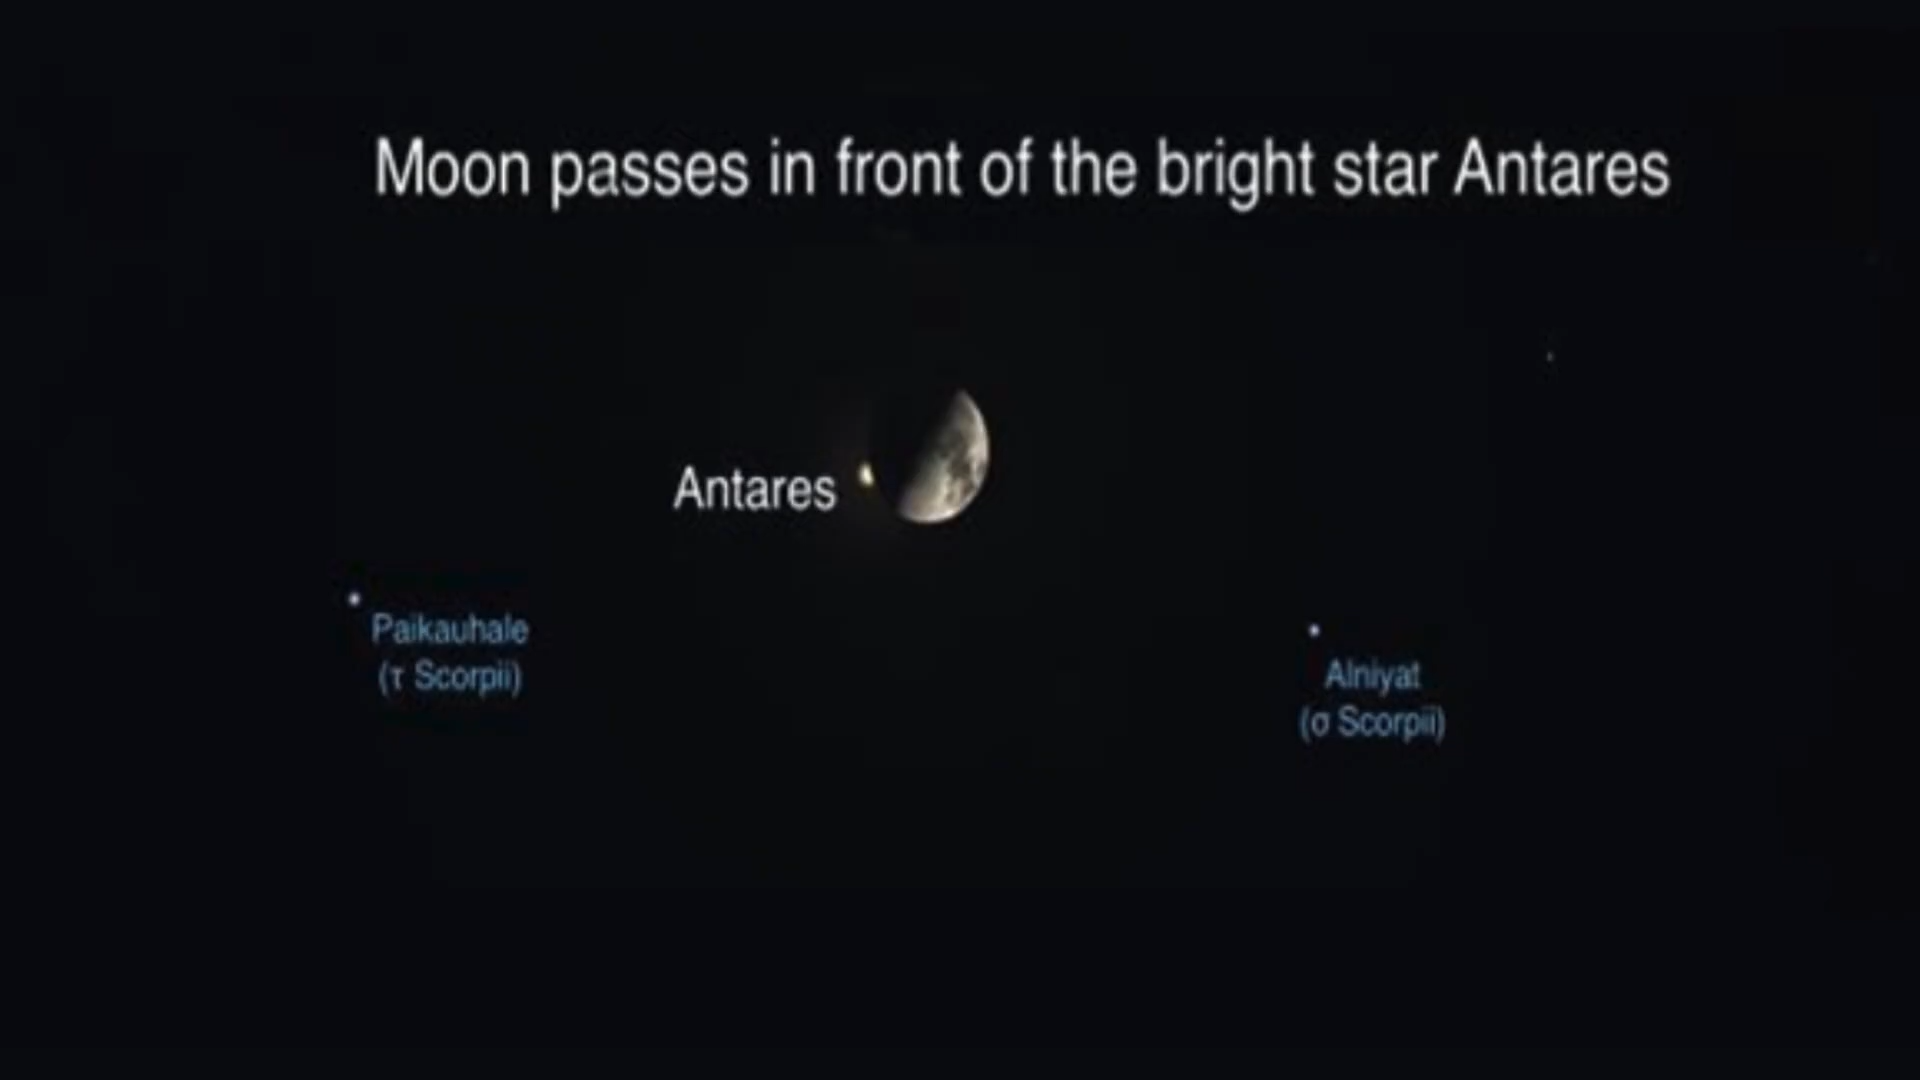 Moon passes in front of the bright star Antares
Antares
Paikauhale
(τ Scorpii)
Alniyat
(σ Scorpii)